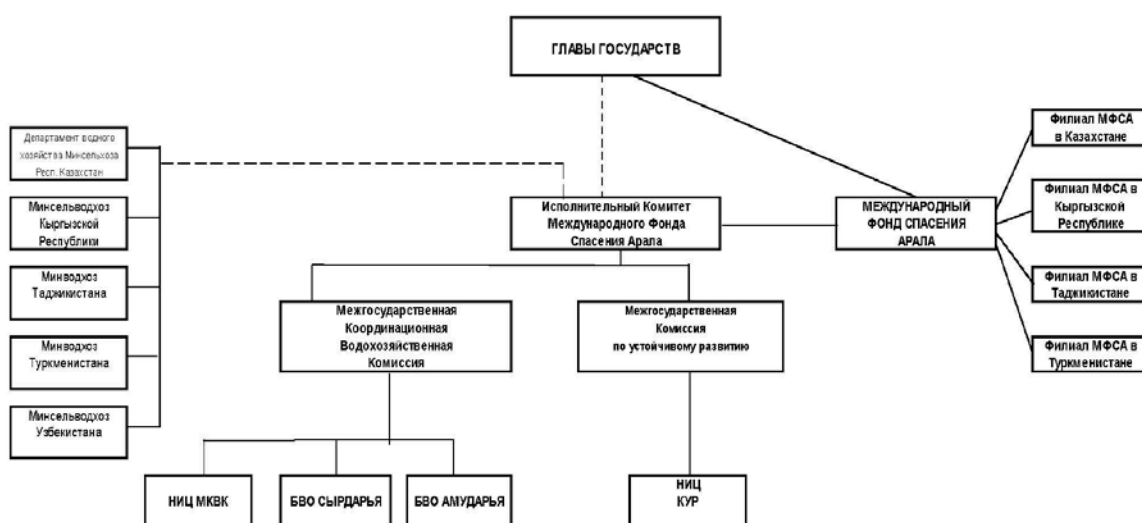 ГЛАВЫ ГОСУДАРСТВ
Департамент водного
хозяйства Минсельхоза
Респ. Казахстан
Минсельводхоз
Кыргызской
Республики
Минводхоз
Таджикистана
Минводхоз
Туркменистана
Минсельводхоз
Узбекистана
Исполнительный Комитет
Международного Фонда
Спасения Арала
МЕЖДУНАРОДНЫЙ
ФОНД СПАСЕНИЯ
АРАЛА
Филиал МФСА
в Казахстане
Филиал МФСА в
Кыргызской
Республике
Филиал МФСА в
Таджикистане
Филиал МФСА в
Туркменистане
Межгосударственная
Координационная
Водохозяйственная
Комиссия
Межгосударственная
Комиссия
по устойчивому развитию
НИЦ МКВК
БВО СЫРДАРЬЯ
БВО АМУДАРЬЯ
НИЦ
КУР